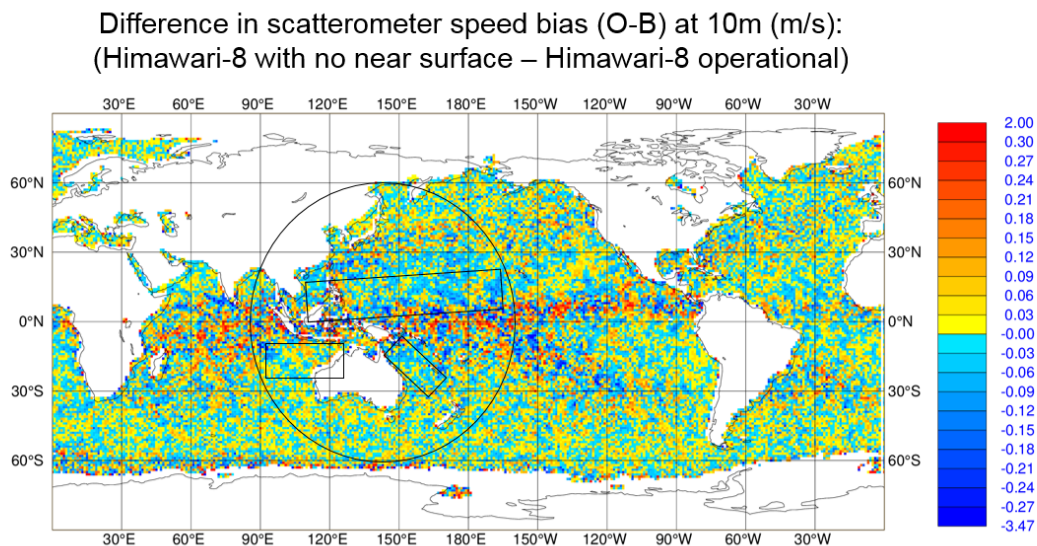 Difference in scatterometer speed bias (O-B) at 10m (m/s):
(Himawari-8 with no near surface – Himawari-8 operational)
30°E 60°E 90°E 120°E 150°E 180°E 150°W 120°W 90°W 60°W 30°W
60°N 60°N
30°N 30°N
0°N 0°N
30°S 30°S
60°S 60°S
30°E 60°E 90°E 120°E 150°E 180°E 150°W 120°W 90°W 60°W 30°W
2.00
0.30
0.27
0.24
0.21
0.18
0.15
0.12
0.09
0.06
0.03
-0.00
-0.03
-0.06
-0.09
-0.12
-0.15
-0.18
-0.21
-0.24
-0.27
-3.47